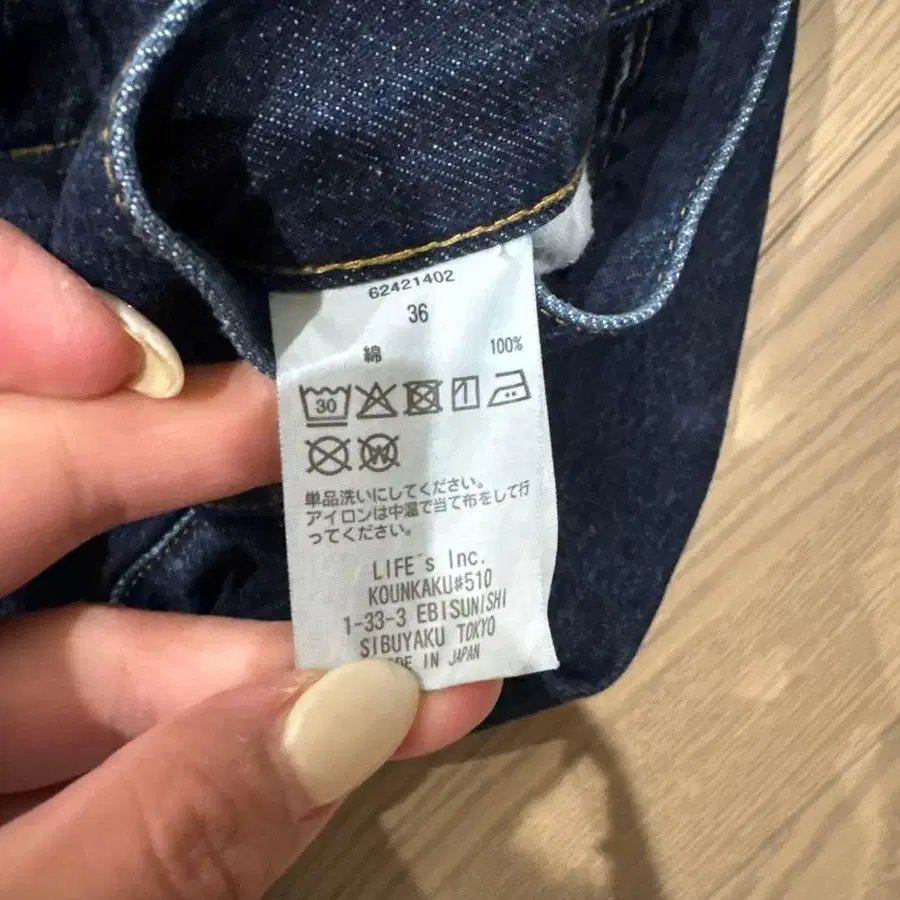 62421402
36
綿 100%
30
W
単品洗いにしてください。
アイロンは中温で当て布をして行
ってください。
LIFE´s Inc.
KOUNKAKU#510
1-33-3 EBISUNISHI
SIBUYAKU TOKYO
DE IN JAPAN